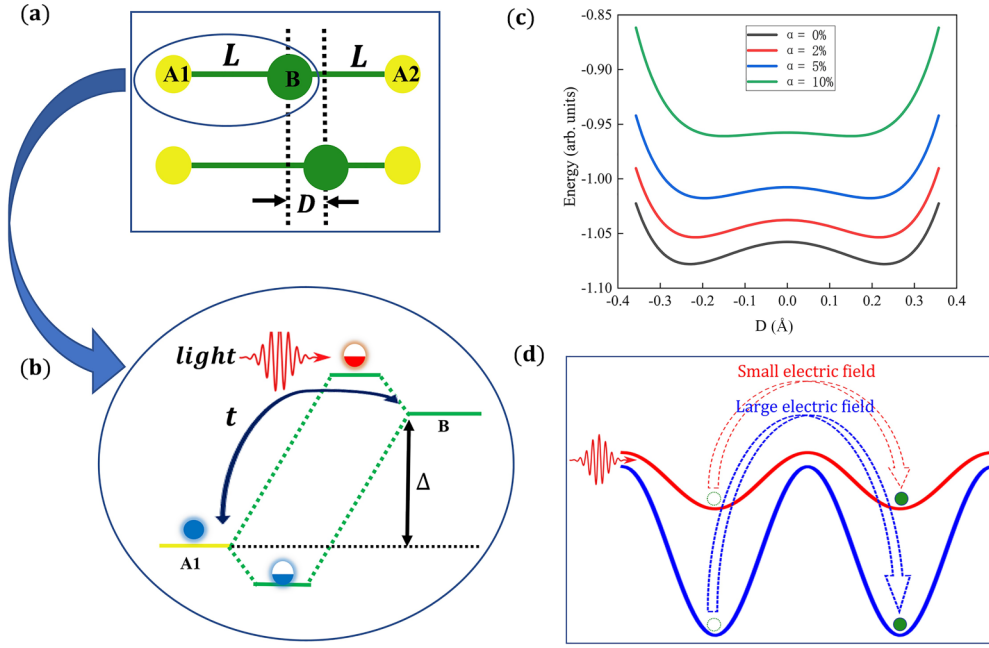 (a)
L
L
A1
B
A2
D
(b)
light
t
B
Δ
A1
(c)
-0.85
-0.90
-0.95
-1.00
-1.05
-1.10
Energy (arb. units)
α = 0%
α = 2%
α = 5%
α = 10%
-0.4
-0.3
-0.2
-0.1
0.0
0.1
0.2
0.3
0.4
D (Å)
(d)
Small electric field
Large electric field